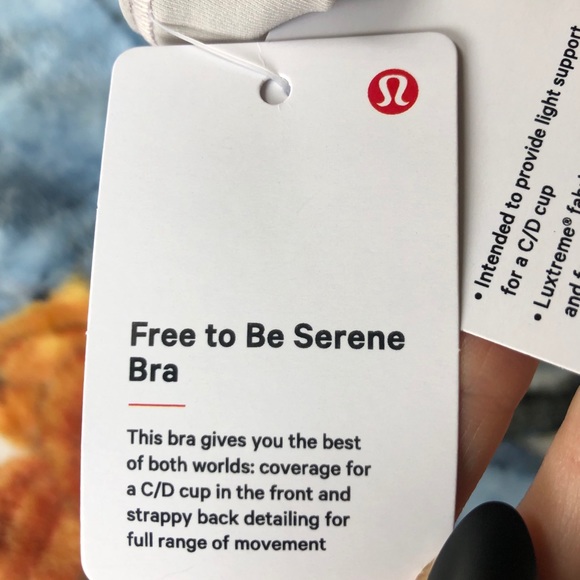 Free to Be Serene
Bra
This bra gives you the best
of both worlds: coverage for
a C/D cup in the front and
strappy back detailing for
full range of movement
• Intended to provide light support
for a C/D cup
• Luxtreme®
and